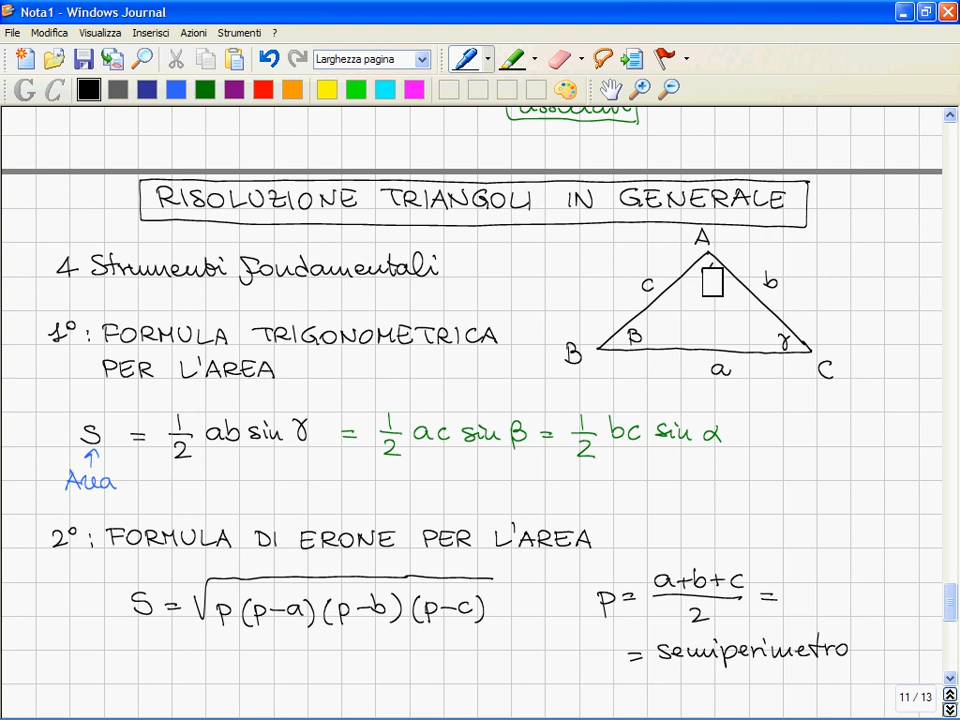 Nota1 - Windows Journal
File Modifica Visualizza Inserisci Azioni Strumenti ?
Larghezza pagina
G C
RISOLUZIONE TRIANGOLI IN GENERALE
4 Strumenti fondamentali
A
c b
B β γ C
a
1°: FORMULA TRIGONOMETRICA
PER L'AREA
S = 1/2 ab sin γ = 1/2 ac sin β = 1/2 bc sin α
↑
Area
2°: FORMULA DI ERONE PER L'AREA
S = √p(p-a)(p-b)(p-c) p = a+b+c/2 =
= semiperimetro
11 / 13